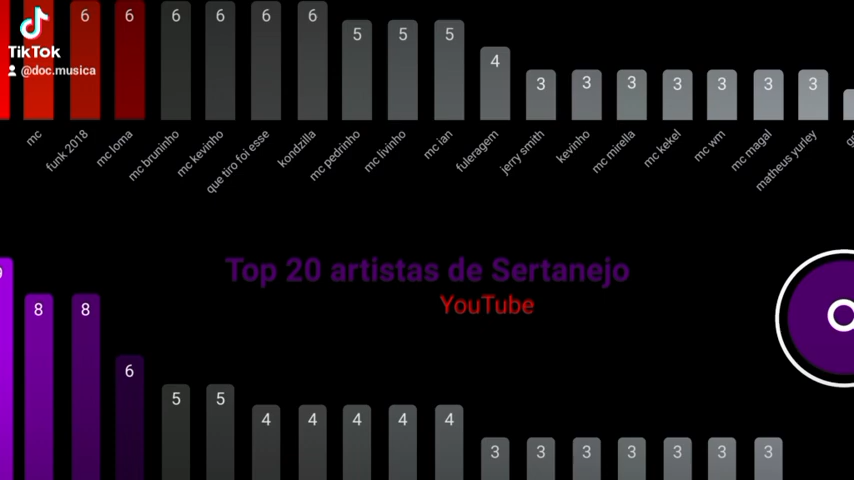 6 6 6 6 6 6 5 5 5 4 3 3 3 3 3 3 3
TikTok
@doc.musica
mc
funk 2018
mc loma
mc bruninho
mc kevinho
que tiro foi esse
kondzilla
mc pedrinho
mc livinho
mc ian
fuleragem
jerry smith
kevinho
mc mirella
mc kekel
mc wm
mc magal
matheus yurley
Top 20 artistas de Sertanejo
YouTube
8 8 6 5 5 4 4 4 4 4 3 3 3 3 3 3 3